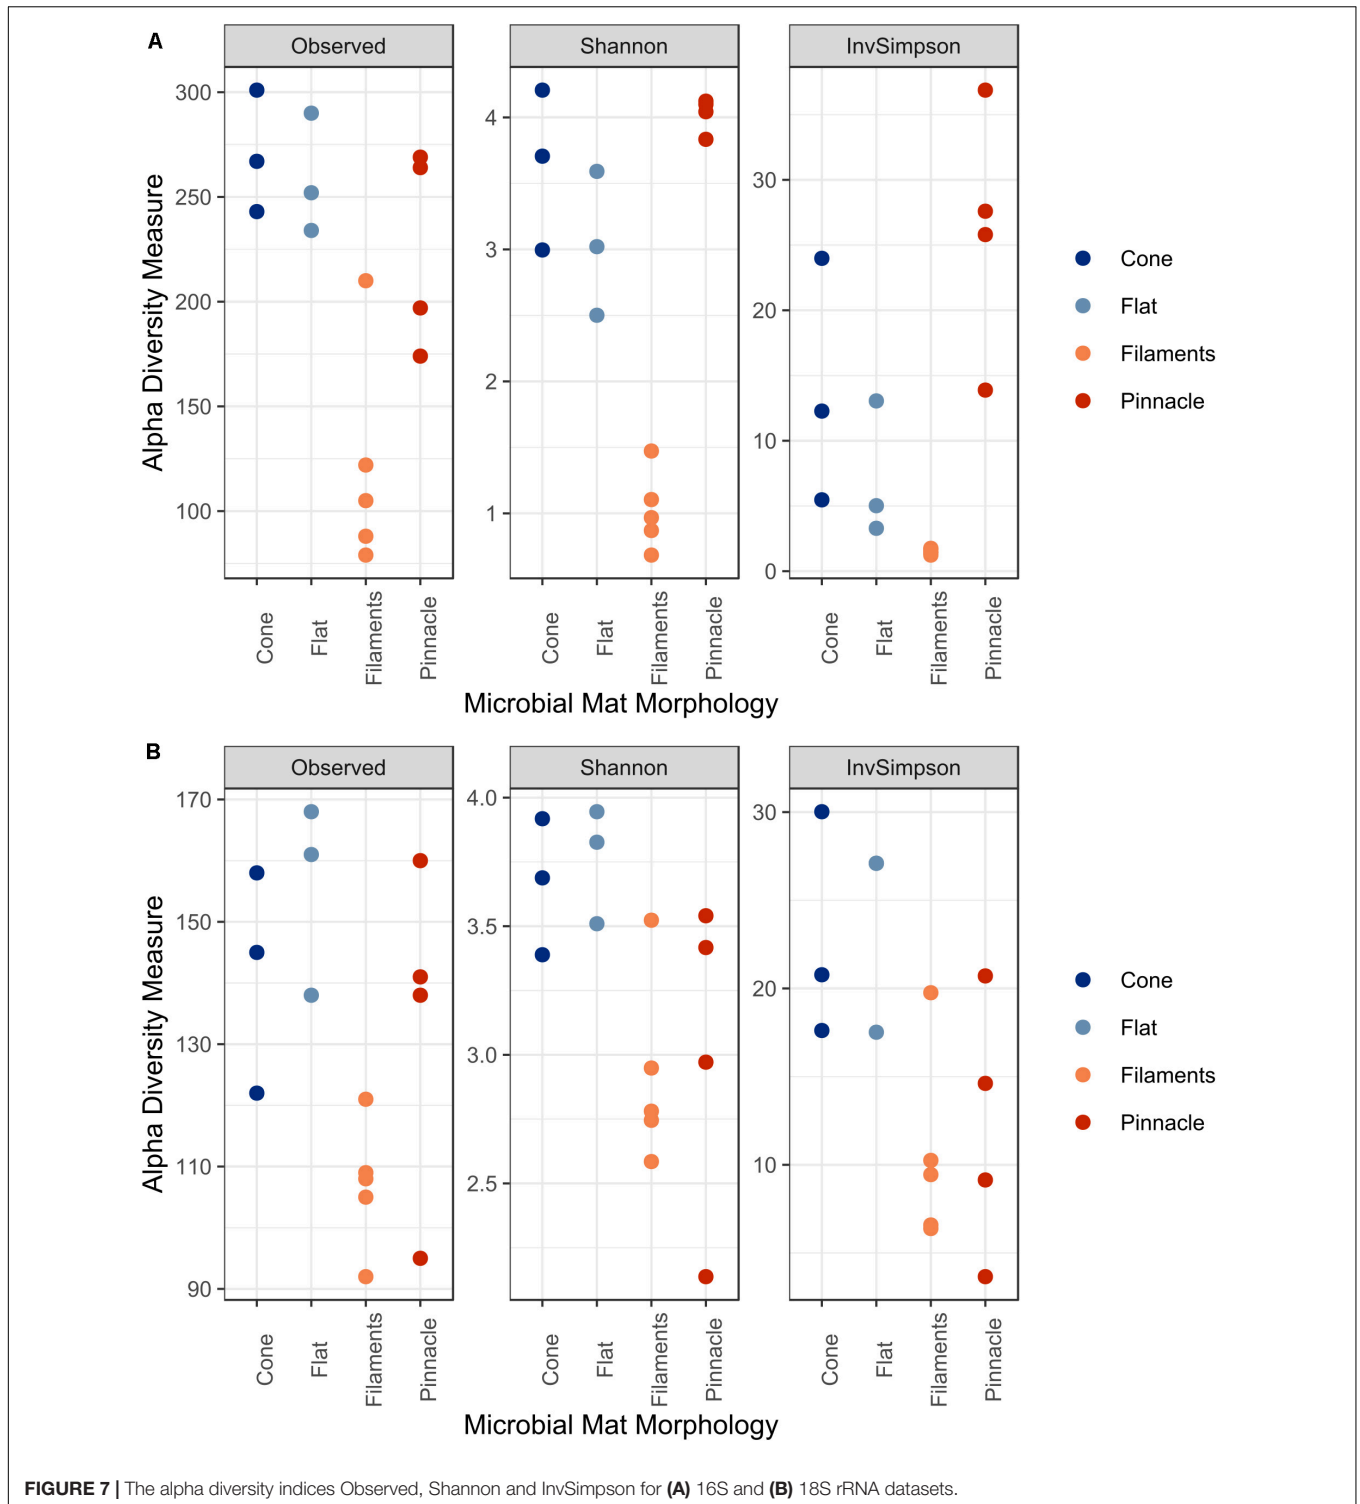 A
Observed
Shannon
InvSimpson
Alpha Diversity Measure
300
250
200
150
100
4
3
2
1
30
20
10
0
Cone
Flat
Filaments
Pinnacle
Cone
Flat
Filaments
Pinnacle
Cone
Flat
Filaments
Pinnacle
Microbial Mat Morphology
Cone
Flat
Filaments
Pinnacle
B
Observed
Shannon
InvSimpson
Alpha Diversity Measure
170
150
130
110
90
4.0
3.5
3.0
2.5
30
20
10
Cone
Flat
Filaments
Pinnacle
Cone
Flat
Filaments
Pinnacle
Cone
Flat
Filaments
Pinnacle
Microbial Mat Morphology
Cone
Flat
Filaments
Pinnacle
FIGURE 7 | The alpha diversity indices Observed, Shannon and InvSimpson for (A) 16S and (B) 18S rRNA datasets.